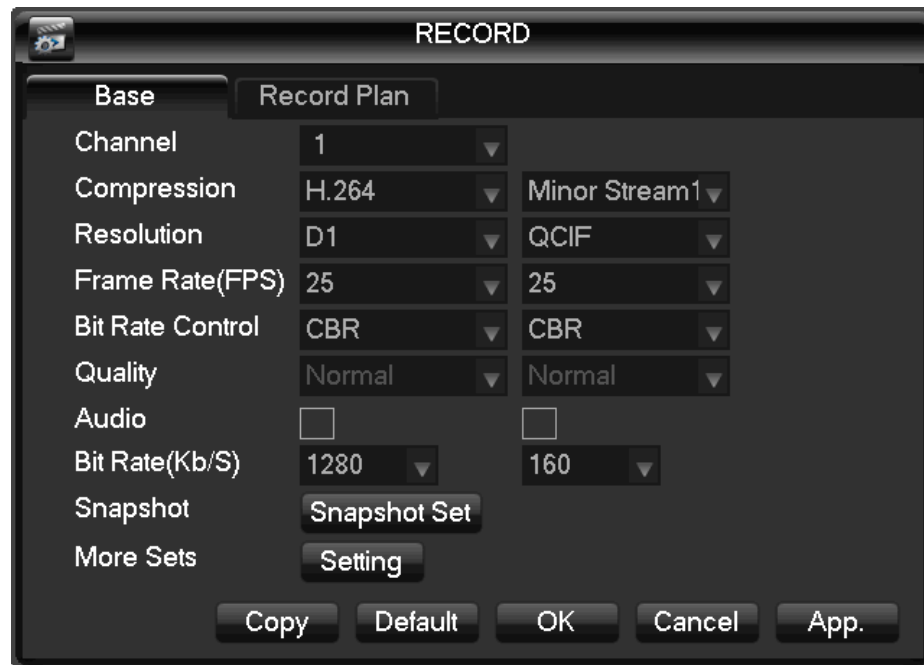 RECORD
Base Record Plan
Channel 1
Compression H.264 Minor Stream1
Resolution D1 QCIF
Frame Rate(FPS) 25 25
Bit Rate Control CBR CBR
Quality Normal Normal
Audio
Bit Rate(Kb/S) 1280 160
Snapshot Snapshot Set
More Sets Setting
Copy Default OK Cancel App.